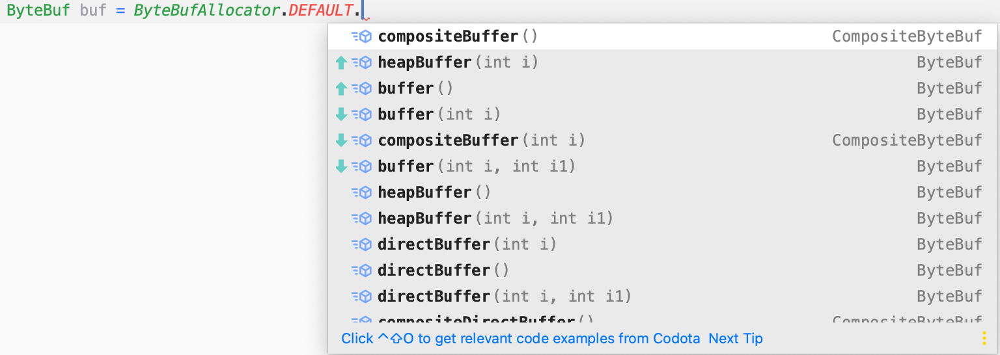 ByteBuf buf = ByteBufAllocator.DEFAULT.
compositeBuffer() CompositeByteBuf
heapBuffer(int i) ByteBuf
buffer() ByteBuf
buffer(int i) ByteBuf
compositeBuffer(int i) CompositeByteBuf
buffer(int i, int i1) ByteBuf
heapBuffer() ByteBuf
heapBuffer(int i, int i1) ByteBuf
directBuffer(int i) ByteBuf
directBuffer() ByteBuf
directBuffer(int i, int i1) ByteBuf
compositeDirectBuffer() CompositeByteBuf
Click ^⇧O to get relevant code examples from Codota Next Tip